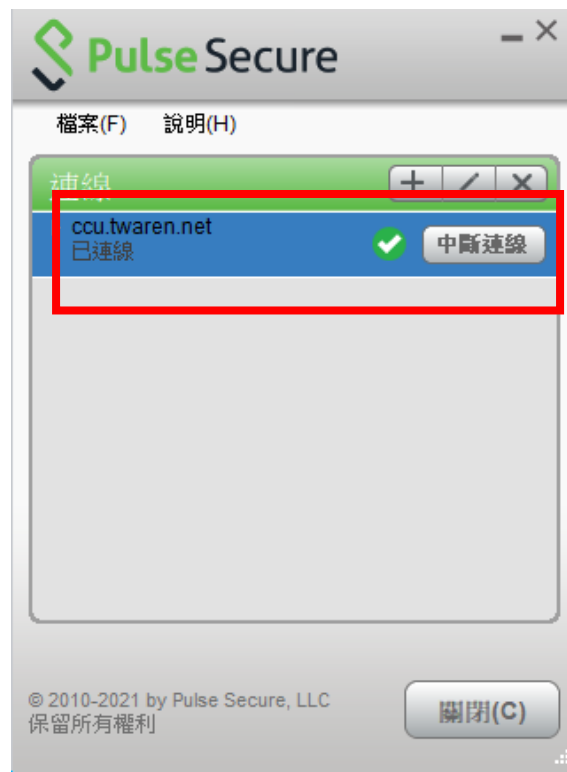 Pulse Secure
檔案(F) 說明(H)
連線
ccu.twaren.net
已連線
中斷連線
© 2010-2021 by Pulse Secure, LLC
保留所有權利
關閉(C)